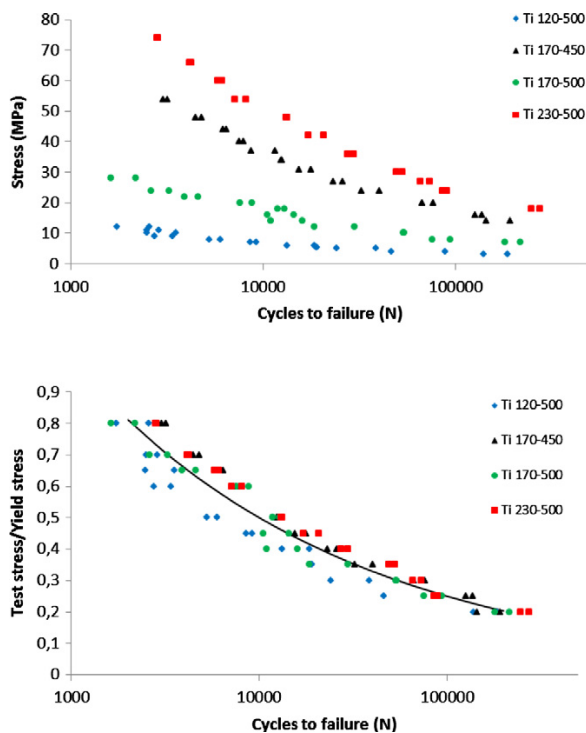 80
70
60
50
40
30
20
10
0
Stress (MPa)
1000
10000
100000
Cycles to failure (N)
Ti 120-500
Ti 170-450
Ti 170-500
Ti 230-500
0,9
0,8
0,7
0,6
0,5
0,4
0,3
0,2
0,1
0
Test stress/Yield stress
1000
10000
100000
Cycles to failure (N)
Ti 120-500
Ti 170-450
Ti 170-500
Ti 230-500